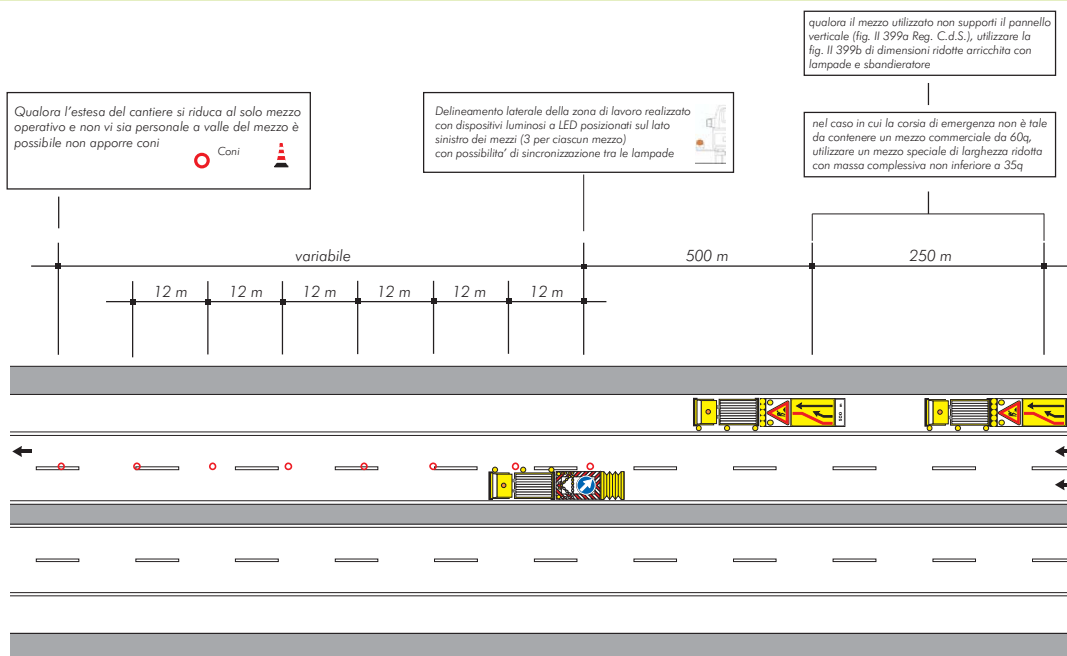 qualora il mezzo utilizzato non supporti il pannello
verticale (fig. II 399a Reg. C.d.S.), utilizzare la
fig. II 399b di dimensioni ridotte arricchita con
lampade e sbandieratore
Qualora l'estesa del cantiere si riduca al solo mezzo
operativo e non vi sia personale a valle del mezzo è
possibile non apporre coni
Coni
Delineamento laterale della zona di lavoro realizzato
con dispositivi luminosi a LED posizionati sul lato
sinistro dei mezzi (3 per ciascun mezzo)
con possibilita' di sincronizzazione tra le lampade
nel caso in cui la corsia di emergenza non è tale
da contenere un mezzo commerciale da 60q,
utilizzare un mezzo speciale di larghezza ridotta
con massa complessiva non inferiore a 35q
variabile
500 m
250 m
12 m
12 m
12 m
12 m
12 m
12 m
500 m